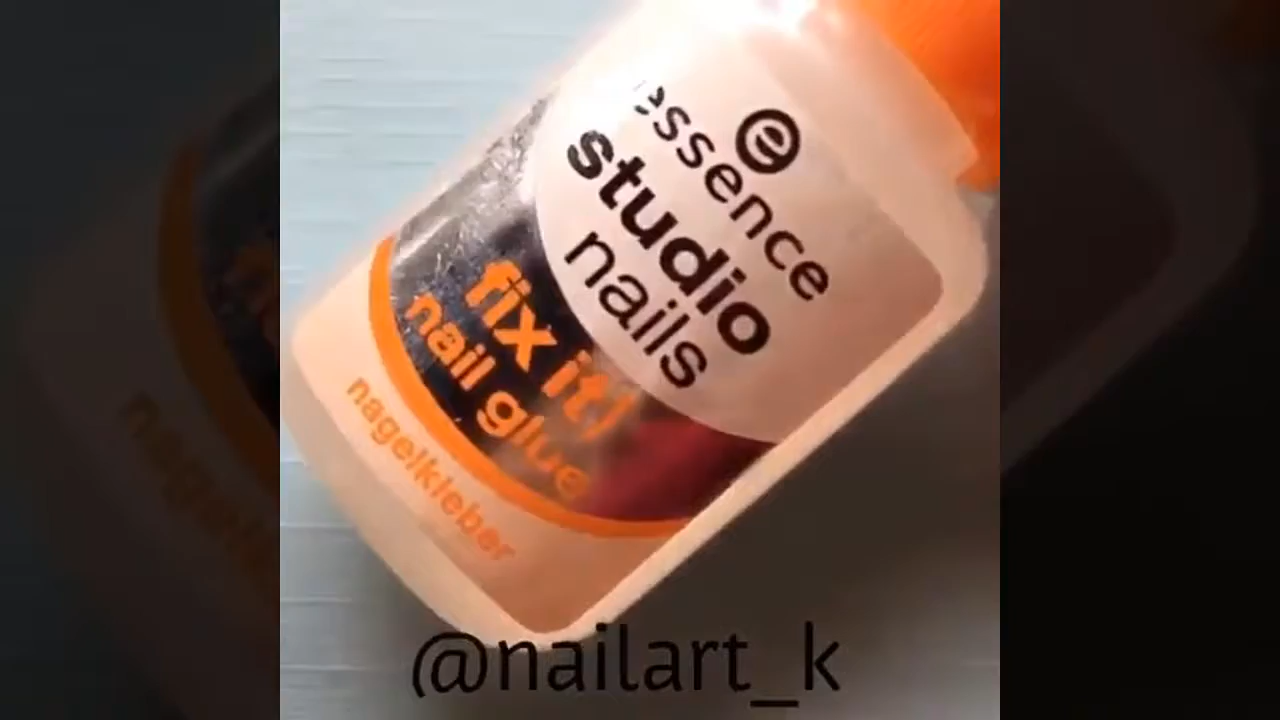 e
essence
studio
nails
fix it!
nail glue
nagelkleber
@nailart_k